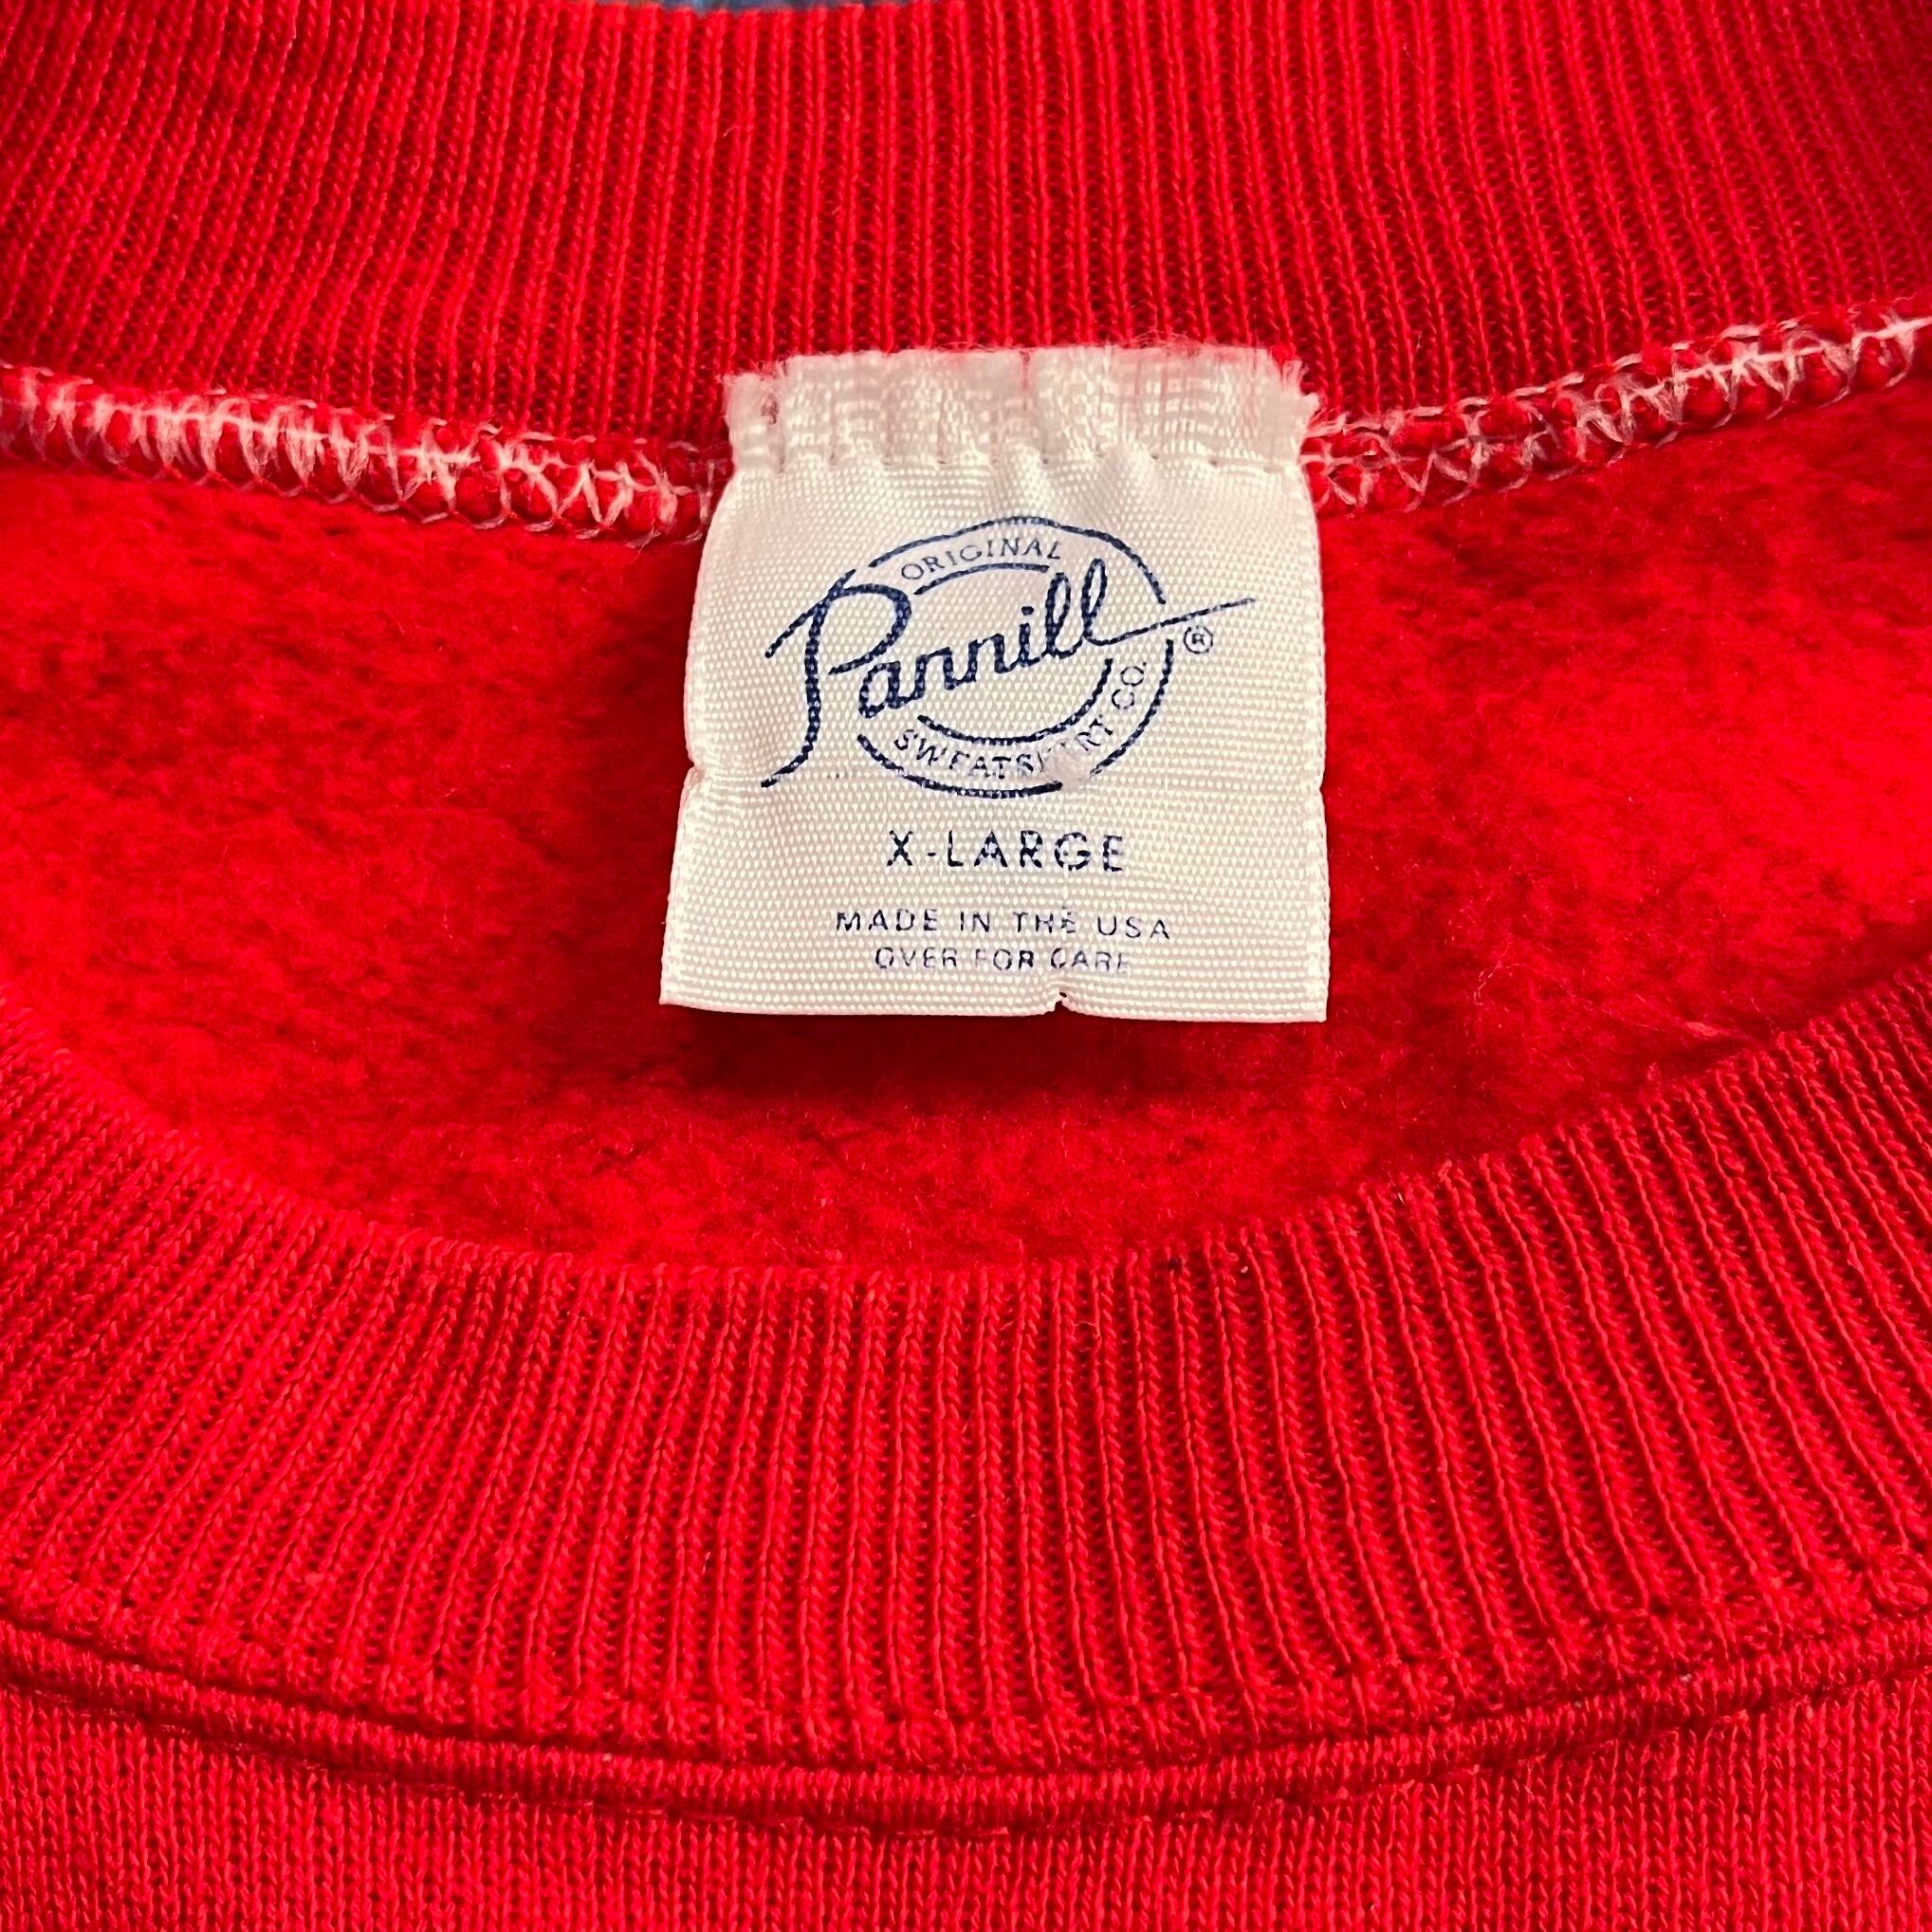 ORIGINAL
Pannill
®
SWEATSHIRT CO.
X-LARGE
MADE IN THE USA
OVER FOR CARE